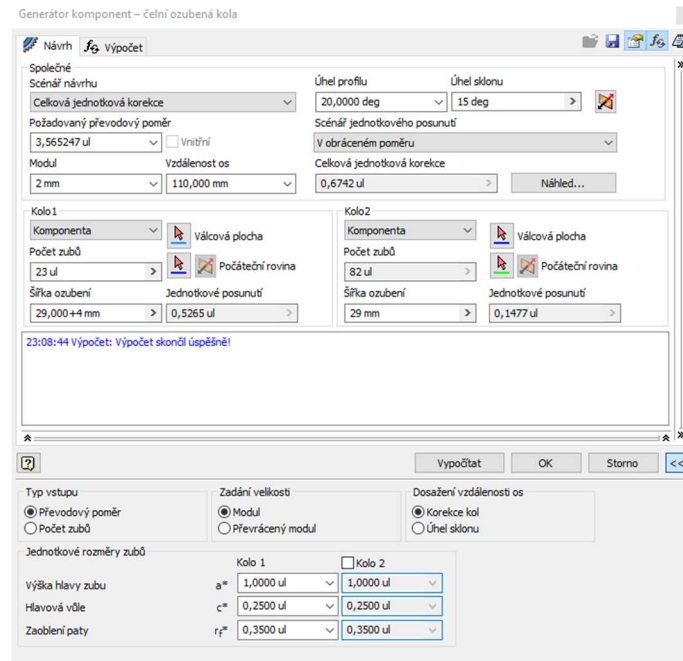 Generátor komponent – čelní ozubená kola
Návrh Výpočet
Společné
Scénář návrhu Úhel profilu Úhel sklonu
Celková jednotková korekce 20,0000 deg 15 deg
Požadovaný převodový poměr Scénář jednotkového posunutí
3,565247 ul Vnitřní V obráceném poměru
Modul Vzdálenost os Celková jednotková korekce
2 mm 110,000 mm 0,6742 ul Náhled...
Kolo1 Kolo2
Komponenta Válcová plocha Komponenta Válcová plocha
Počet zubů Počáteční rovina Počet zubů Počáteční rovina
23 ul 82 ul
Šířka ozubení Jednotkové posunutí Šířka ozubení Jednotkové posunutí
29,000+4 mm 0,5265 ul 29 mm 0,1477 ul
23:08:44 Výpočet: Výpočet skončil úspěšně!
Vypočítat OK Storno <<
Typ vstupu Zadání velikosti Dosažení vzdálenosti os
Převodový poměr Modul Korekce kol
Počet zubů Převrácený modul Úhel sklonu
Jednotkové rozměry zubů
Kolo 1 Kolo 2
Výška hlavy zubu a* 1,0000 ul 1,0000 ul
Hlavová vůle c* 0,2500 ul 0,2500 ul
Zaoblení paty rf* 0,3500 ul 0,3500 ul